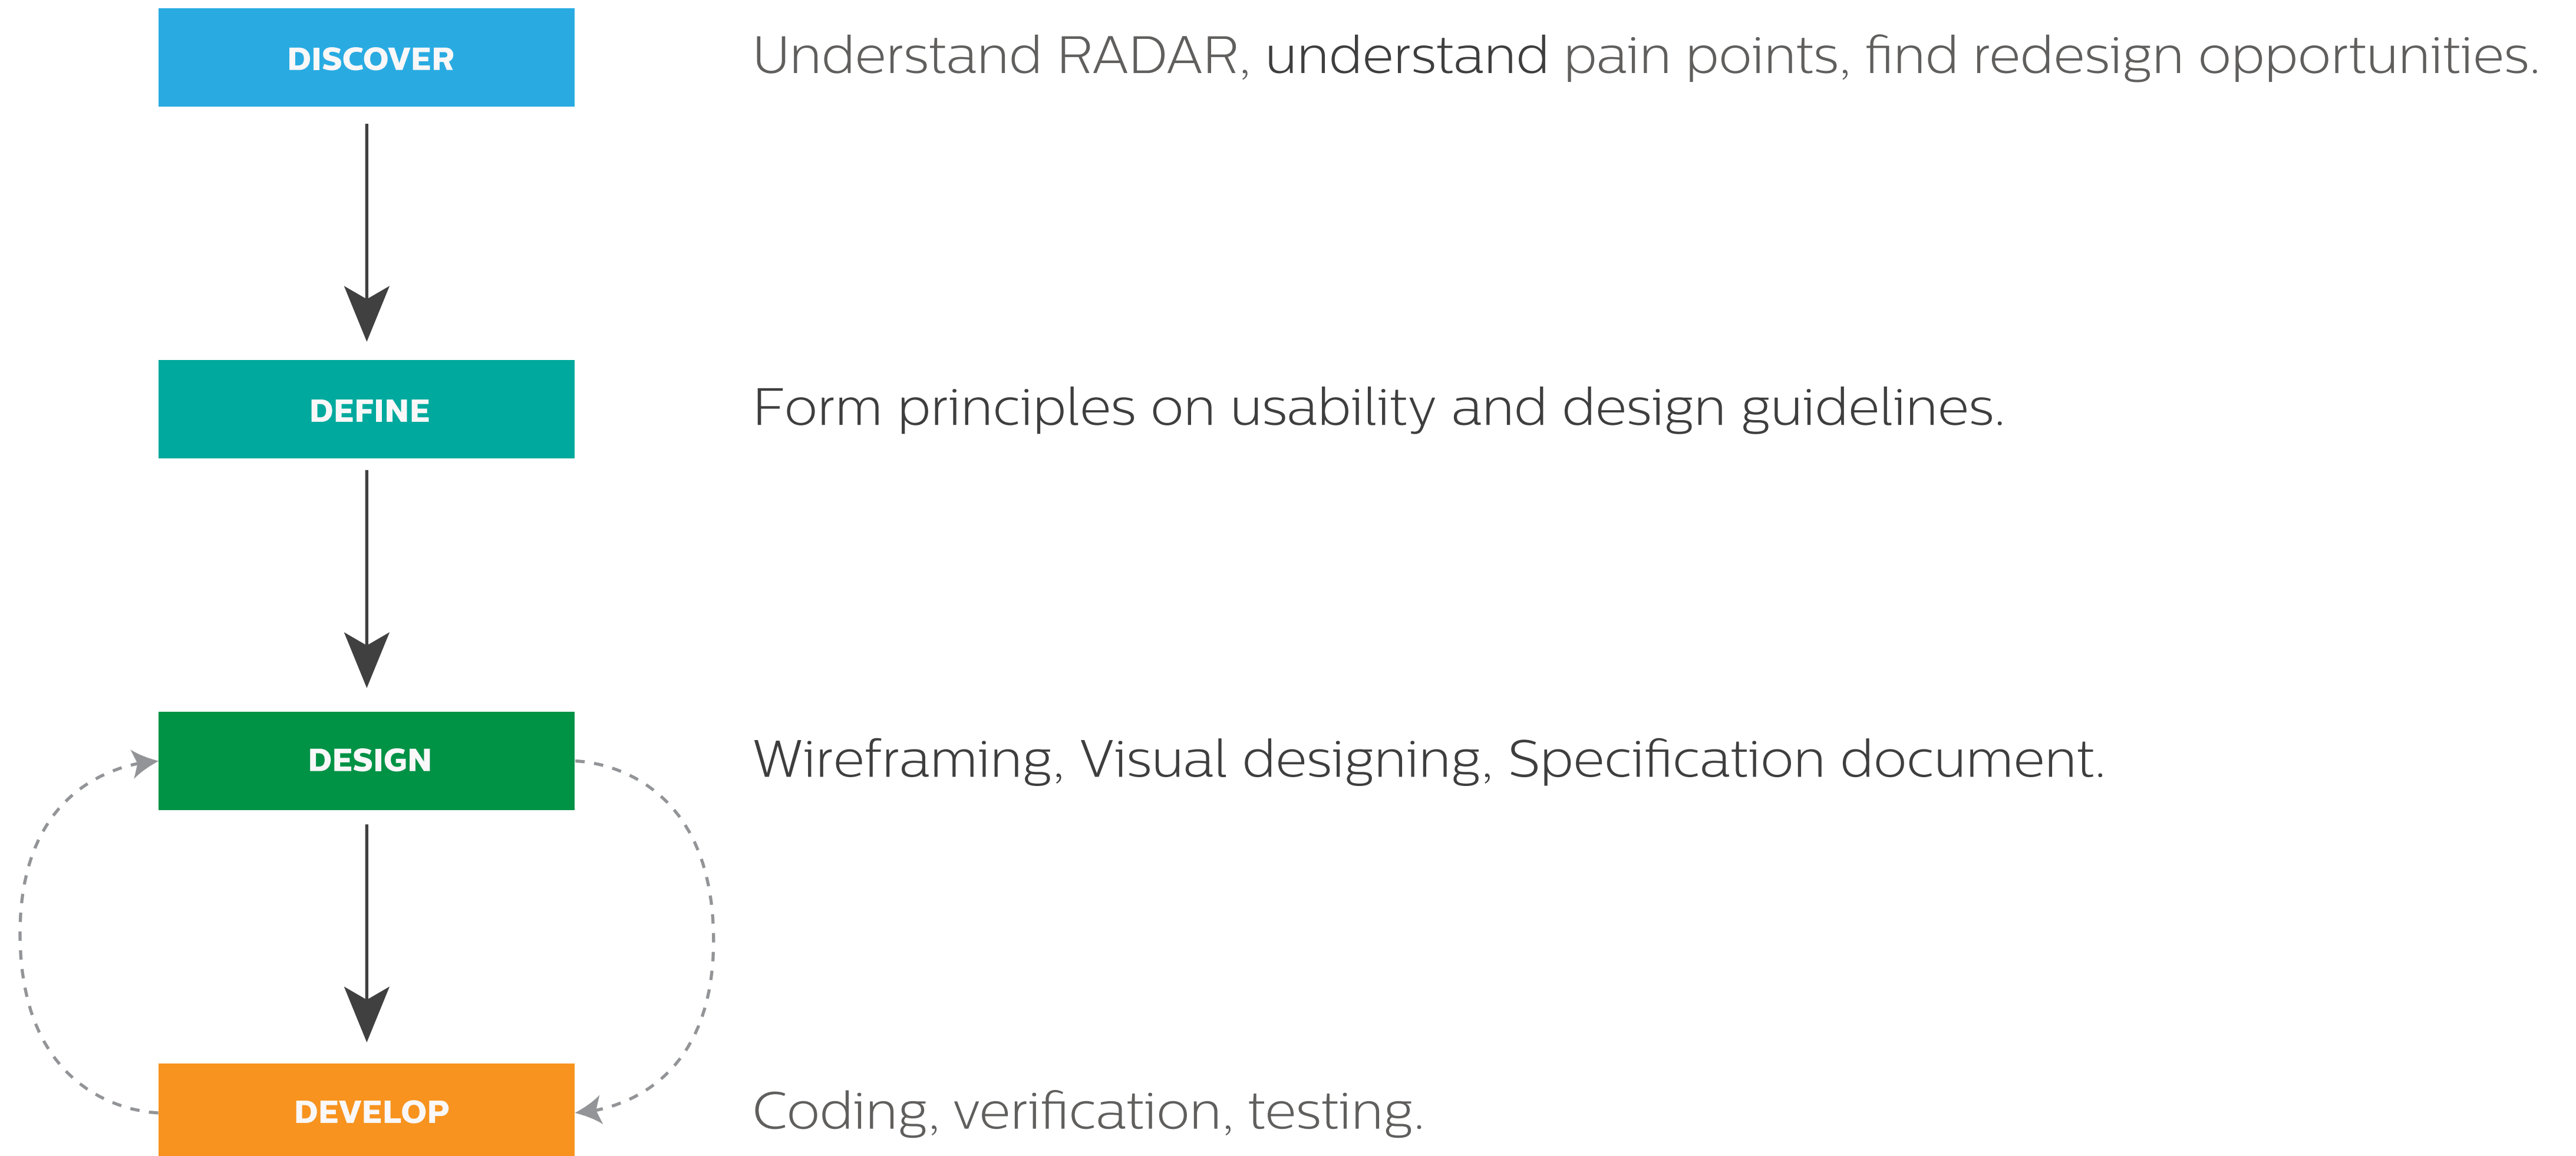 DISCOVER
Understand RADAR, understand pain points, find redesign opportunities.
DEFINE
Form principles on usability and design guidelines.
DESIGN
Wireframing, Visual designing, Specification document.
DEVELOP
Coding, verification, testing.